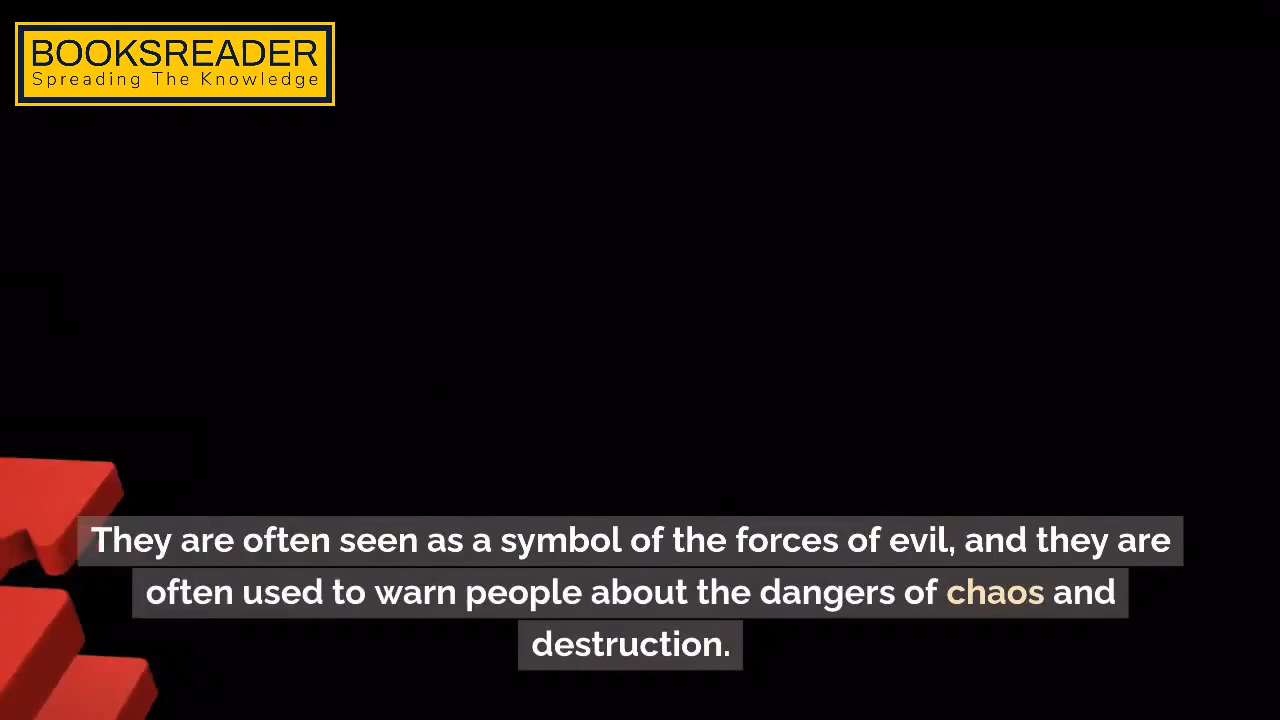 BOOKSREADER
Spreading The Knowledge
They are often seen as a symbol of the forces of evil, and they are
often used to warn people about the dangers of chaos and
destruction.